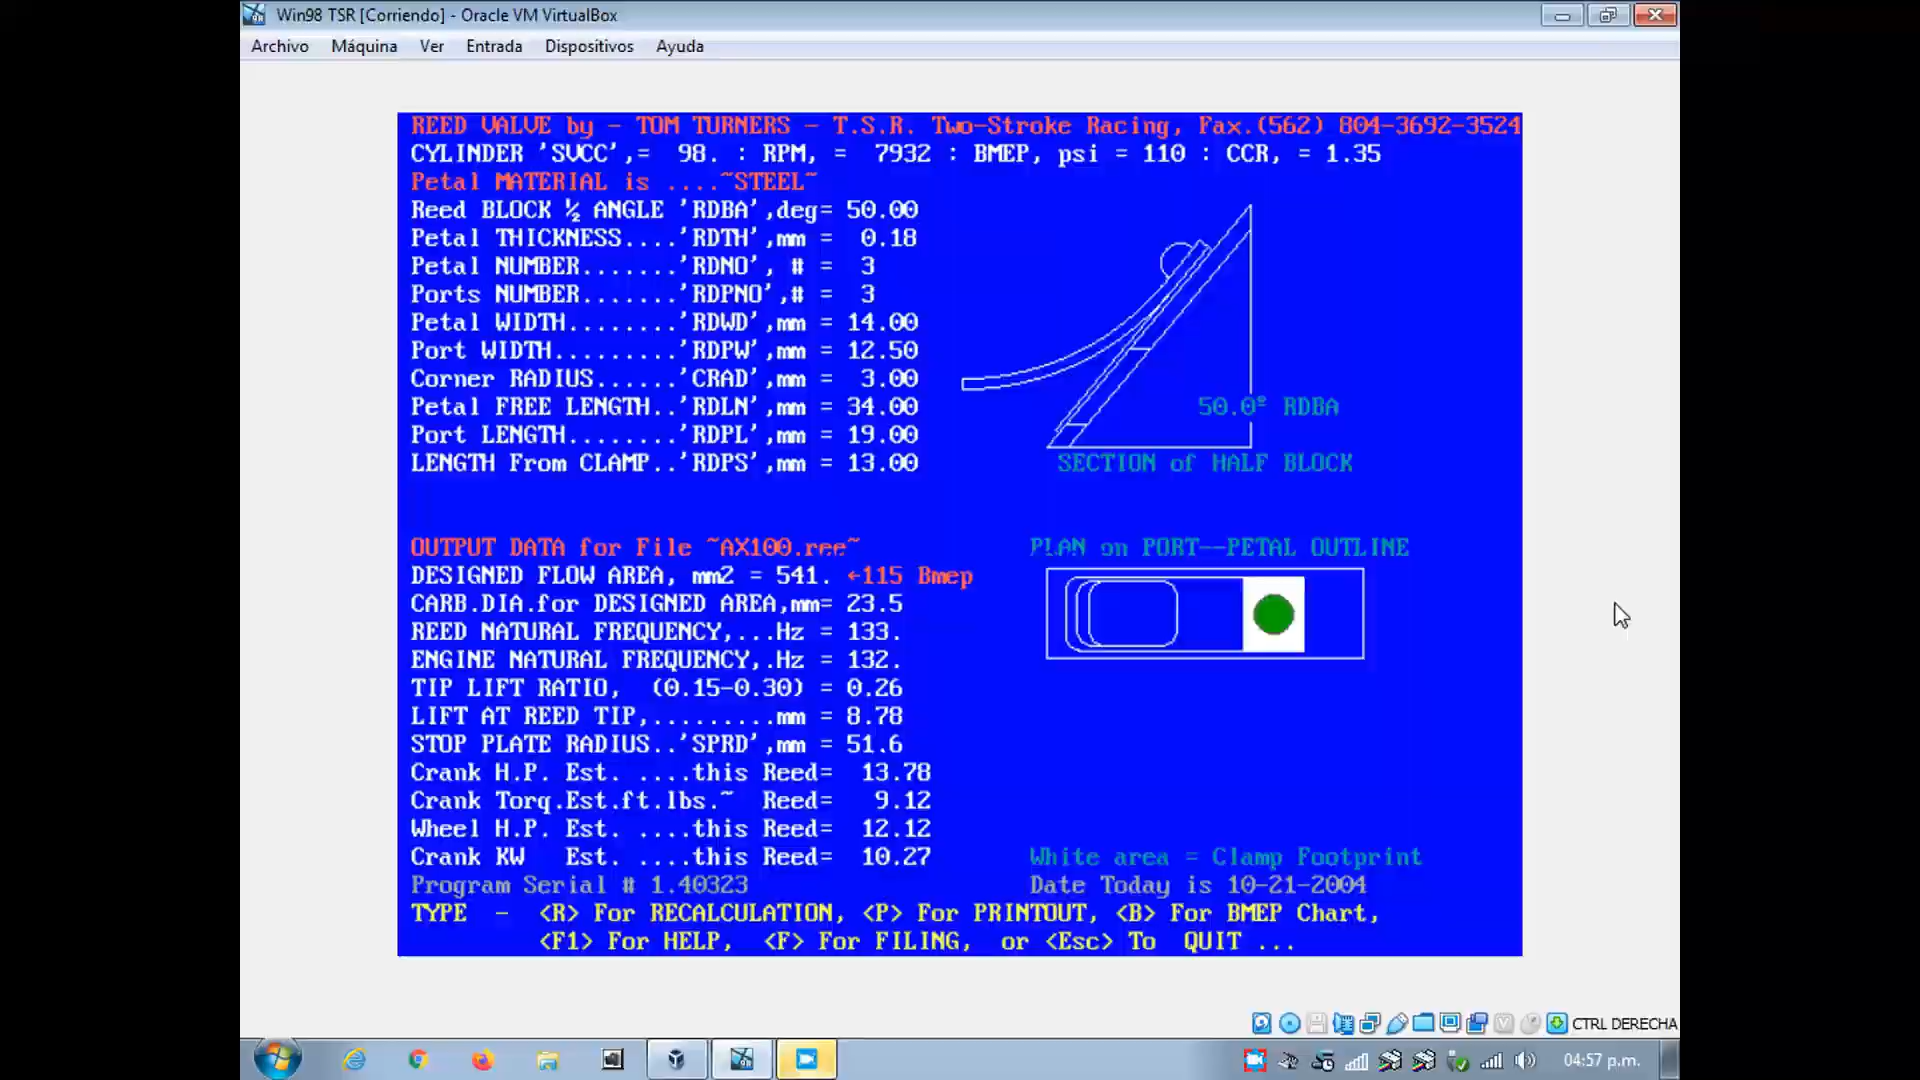 Win98 TSR [Corriendo] - Oracle VM VirtualBox
Archivo Máquina Ver Entrada Dispositivos Ayuda
REED VALVE by - TOM TURNERS - T.S.R. Two-Stroke Racing, Fax.(562) 804-3692-3524
CYLINDER 'SVCC',= 98. : RPM, = 7932 : BMEP, psi = 110 : CCR, = 1.35
Petal MATERIAL is ....~STEEL~
Reed BLOCK ½ ANGLE 'RDBA',deg= 50.00
Petal THICKNESS....'RDTH',mm = 0.18
Petal NUMBER.......'RDNO', # = 3
Ports NUMBER.......'RDPNO',# = 3
Petal WIDTH........'RDWD',mm = 14.00
Port WIDTH.........'RDPW',mm = 12.50
Corner RADIUS......'CRAD',mm = 3.00
Petal FREE LENGTH..'RDLN',mm = 34.00
Port LENGTH........'RDPL',mm = 19.00
LENGTH From CLAMP..'RDPS',mm = 13.00
50.0º RDBA
SECTION of HALF BLOCK
OUTPUT DATA for File ~AX100.ree~
DESIGNED FLOW AREA, mm2 = 541. ←115 Bmep
CARB.DIA.for DESIGNED AREA,mm= 23.5
REED NATURAL FREQUENCY,...Hz = 133.
ENGINE NATURAL FREQUENCY,.Hz = 132.
TIP LIFT RATIO, (0.15-0.30) = 0.26
LIFT AT REED TIP,.........mm = 8.78
STOP PLATE RADIUS..'SPRD',mm = 51.6
Crank H.P. Est. ....this Reed= 13.78
Crank Torq.Est.ft.lbs.~ Reed= 9.12
Wheel H.P. Est. ....this Reed= 12.12
Crank KW Est. ....this Reed= 10.27
Program Serial # 1.40323
PLAN on PORT--PETAL OUTLINE
White area = Clamp Footprint
Date Today is 10-21-2004
TYPE - <R> For RECALCULATION, <P> For PRINTOUT, <B> For BMEP Chart,
<F1> For HELP, <F> For FILING, or <Esc> To QUIT ...
CTRL DERECHA
04:57 p.m.